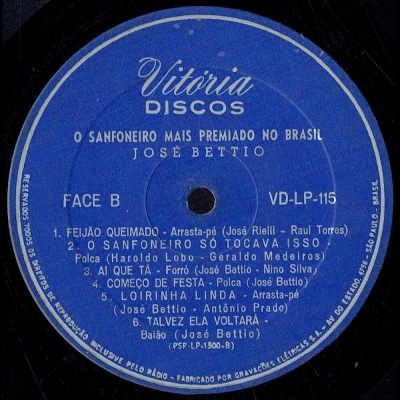 Vitória
DISCOS
O SANFONEIRO MAIS PREMIADO NO BRASIL
JOSÉ BETTIO
FACE B
VD-LP-115
1. FEIJÃO QUEIMADO - Arrasta-pé (José Rielli - Raul Torres)
2. O SANFONEIRO SÓ TOCAVA ISSO -
Polca (Haroldo Lobo - Geraldo Medeiros)
3. AI QUE TÁ - Forró (José Bettio - Nino Silva)
4. COMEÇO DE FESTA - Polca (José Bettio)
5. LOIRINHA LINDA - Arrasta-pé
(José Bettio - Antônio Prado)
6. TALVEZ ELA VOLTARÁ -
Baião (José Bettio)
(PSP-LP-1500-B)
RESERVADOS TODOS OS DIREITOS DE REPRODUÇÃO INCLUSIVE PELO RÁDIO - FABRICADO POR GRAVAÇÕES ELÉTRICAS S.A. - AV DO ESTADO 4755 - SÃO PAULO - BRASIL